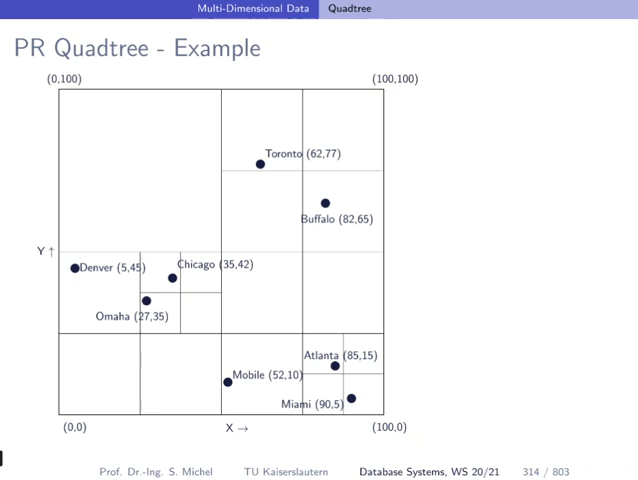 Multi-Dimensional Data Quadtree
PR Quadtree - Example
(0,100) (100,100)
Toronto (62,77)
Buffalo (82,65)
Y ↑
Denver (5,45) Chicago (35,42)
Omaha (27,35)
Atlanta (85,15)
Mobile (52,10)
Miami (90,5)
(0,0) X → (100,0)
Prof. Dr.-Ing. S. Michel TU Kaiserslautern Database Systems, WS 20/21 314 / 803